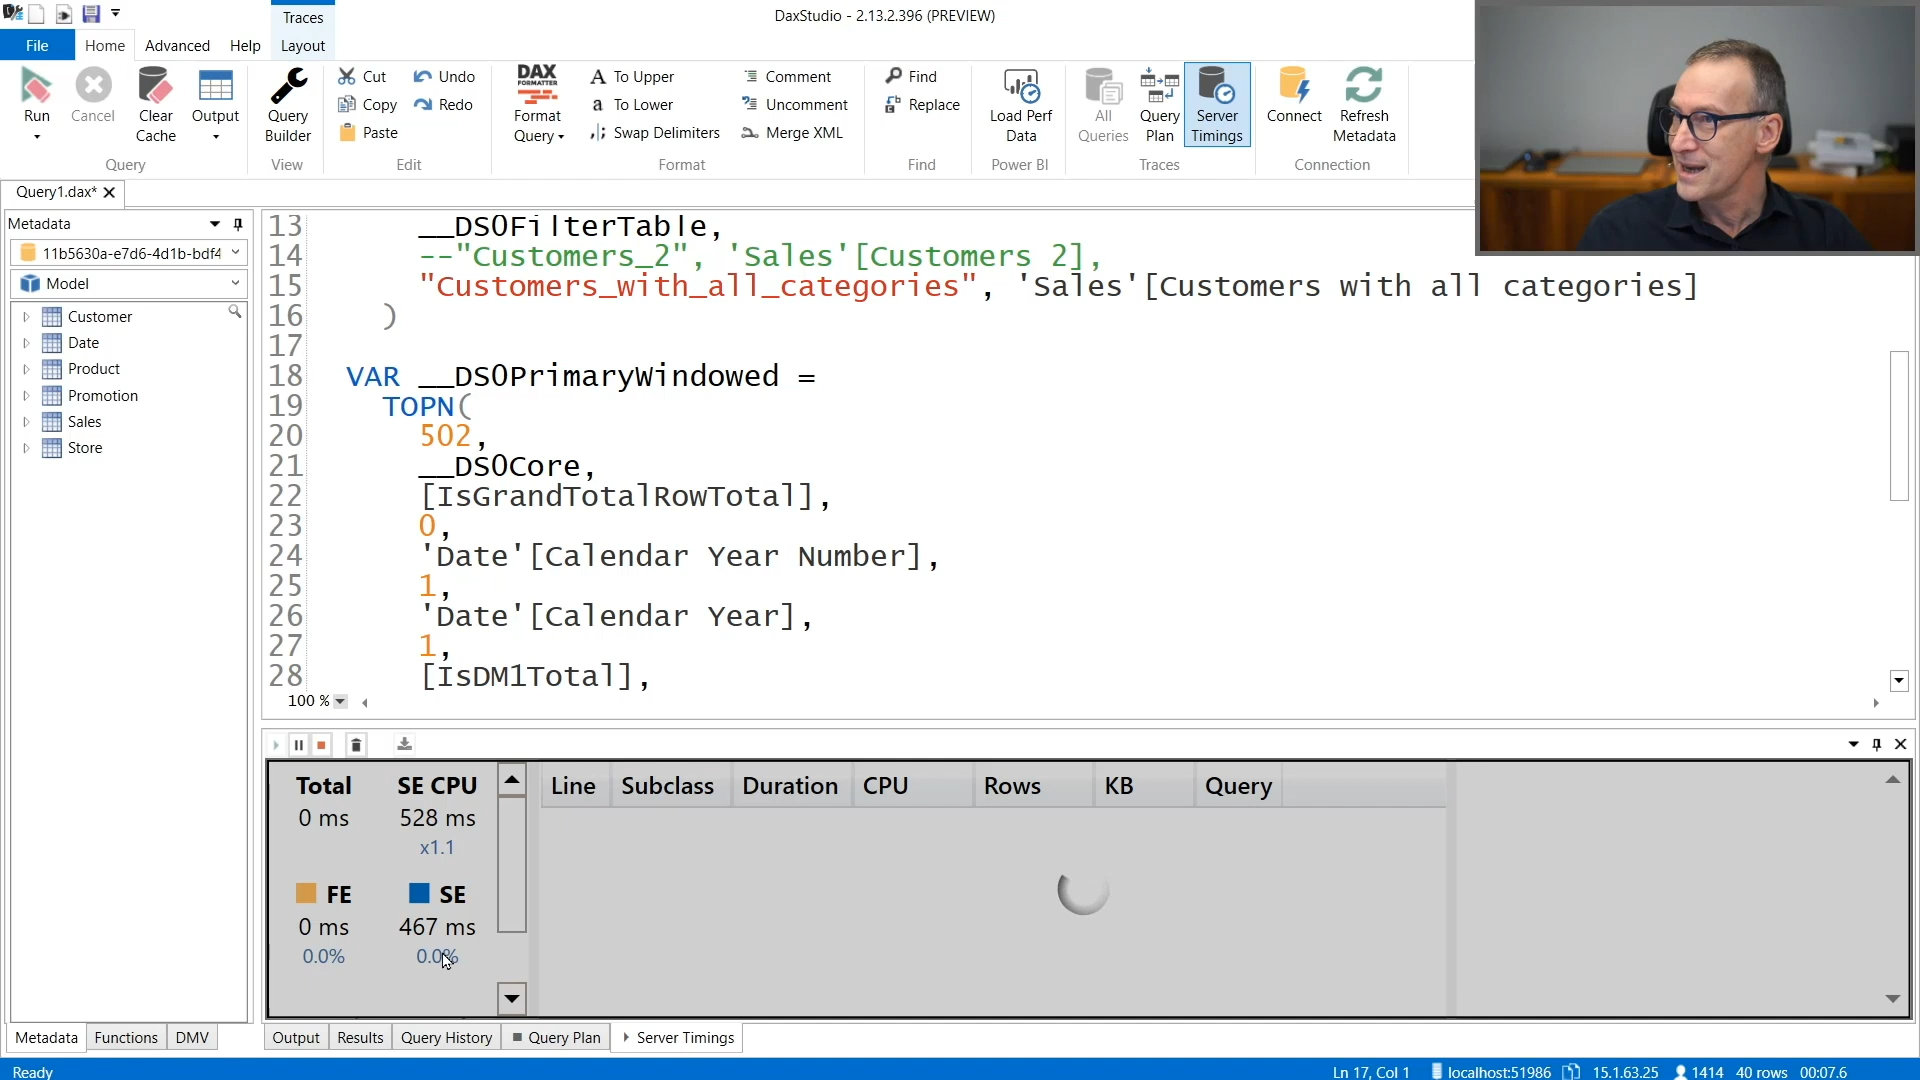 DaxStudio - 2.13.2.396 (PREVIEW)
Traces
File Home Advanced Help Layout
Run
Cancel
Clear Cache
Output
Query
Query Builder
View
Cut
Copy
Paste
Undo
Redo
Edit
DAX FORMATTER
Format Query
To Upper
To Lower
Swap Delimiters
Comment
Uncomment
Merge XML
Format
Find
Replace
Find
Load Perf Data
Power BI
All Queries
Query Plan
Server Timings
Traces
Connect
Refresh Metadata
Connection
Query1.dax*
Metadata
11b5630a-e7d6-4d1b-bdf4
Model
Customer
Date
Product
Promotion
Sales
Store
13 __DS0FilterTable,
14 --"Customers_2", 'Sales'[Customers 2],
15 "Customers_with_all_categories", 'Sales'[Customers with all categories]
16 )
17
18 VAR __DS0PrimaryWindowed =
19 TOPN(
20 502,
21 __DS0Core,
22 [IsGrandTotalRowTotal],
23 0,
24 'Date'[Calendar Year Number],
25 1,
26 'Date'[Calendar Year],
27 1,
28 [IsDM1Total],
100 %
Total SE CPU
0 ms 528 ms
x1.1
FE SE
0 ms 467 ms
0.0% 0.0%
Line Subclass Duration CPU Rows KB Query
Metadata Functions DMV
Output Results Query History Query Plan Server Timings
Ready
Ln 17, Col 1 localhost:51986 15.1.63.25 1414 40 rows 00:07.6